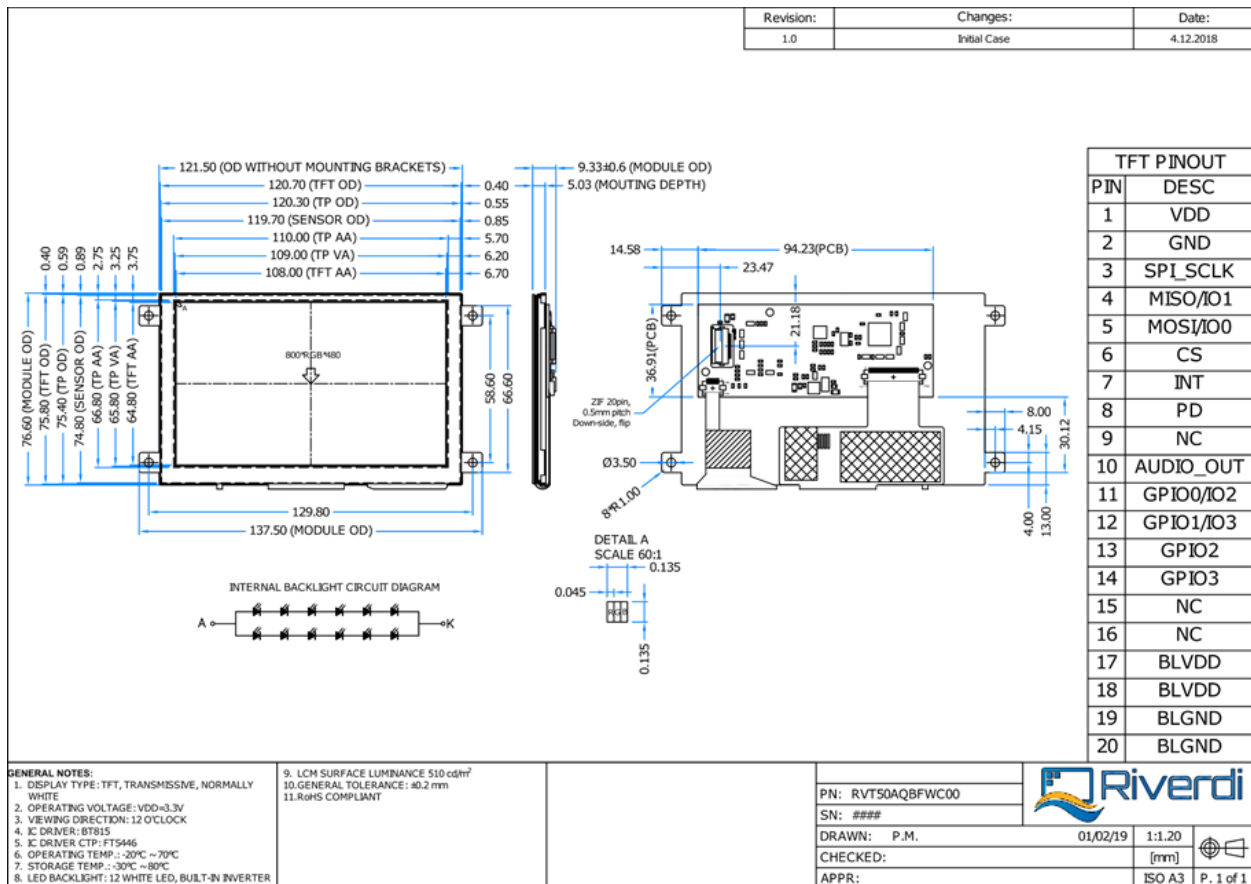 Revision: Changes: Date:
1.0 Initial Case 4.12.2018
121.50 (OD WITHOUT MOUNTING BRACKETS)
120.70 (TFT OD) 0.40
120.30 (TP OD) 0.55
119.70 (SENSOR OD) 0.85
110.00 (TP AA) 5.70
109.00 (TP VA) 6.20
108.00 (TFT AA) 6.70
0.40
0.59
0.89
2.75
3.25
3.75
76.60 (MODULE OD)
75.80 (TFT OD)
75.40 (TP OD)
74.80 (SENSOR OD)
66.80 (TP AA)
65.80 (TP VA)
64.80 (TFT AA)
A
800*RGB*480
58.60
66.60
129.80
137.50 (MODULE OD)
9.33±0.6 (MODULE OD)
5.03 (MOUTING DEPTH)
14.58
94.23(PCB)
23.47
21.18
36.91(PCB)
ZIF 20pin,
0.5mm pitch
Down-side, flip
Ø3.50
8*R1.00
8.00
4.15
30.12
4.00
13.00
DETAIL A
SCALE 60:1
0.135
0.045
R G B
0.135
INTERNAL BACKLIGHT CIRCUIT DIAGRAM
A K
TFT PINOUT
PIN DESC
1 VDD
2 GND
3 SPI_SCLK
4 MISO/IO1
5 MOSI/IO0
6 CS
7 INT
8 PD
9 NC
10 AUDIO_OUT
11 GPIO0/IO2
12 GPIO1/IO3
13 GPIO2
14 GPIO3
15 NC
16 NC
17 BLVDD
18 BLVDD
19 BLGND
20 BLGND
GENERAL NOTES:
1. DISPLAY TYPE: TFT, TRANSMISSIVE, NORMALLY
WHITE
2. OPERATING VOLTAGE: VDD=3.3V
3. VIEWING DIRECTION: 12 O'CLOCK
4. IC DRIVER: BT815
5. IC DRIVER CTP: FT5446
6. OPERATING TEMP.: -20°C ~ 70°C
7. STORAGE TEMP.: -30°C ~ 80°C
8. LED BACKLIGHT: 12 WHITE LED, BUILT-IN INVERTER
9. LCM SURFACE LUMINANCE 510 cd/m²
10.GENERAL TOLERANCE: ±0.2 mm
11.RoHS COMPLIANT
PN: RVT50AQBFWC00
SN: ####
Riverdi
DRAWN: P.M. 01/02/19 1:1.20
CHECKED: [mm]
APPR: ISO A3 P. 1 of 1